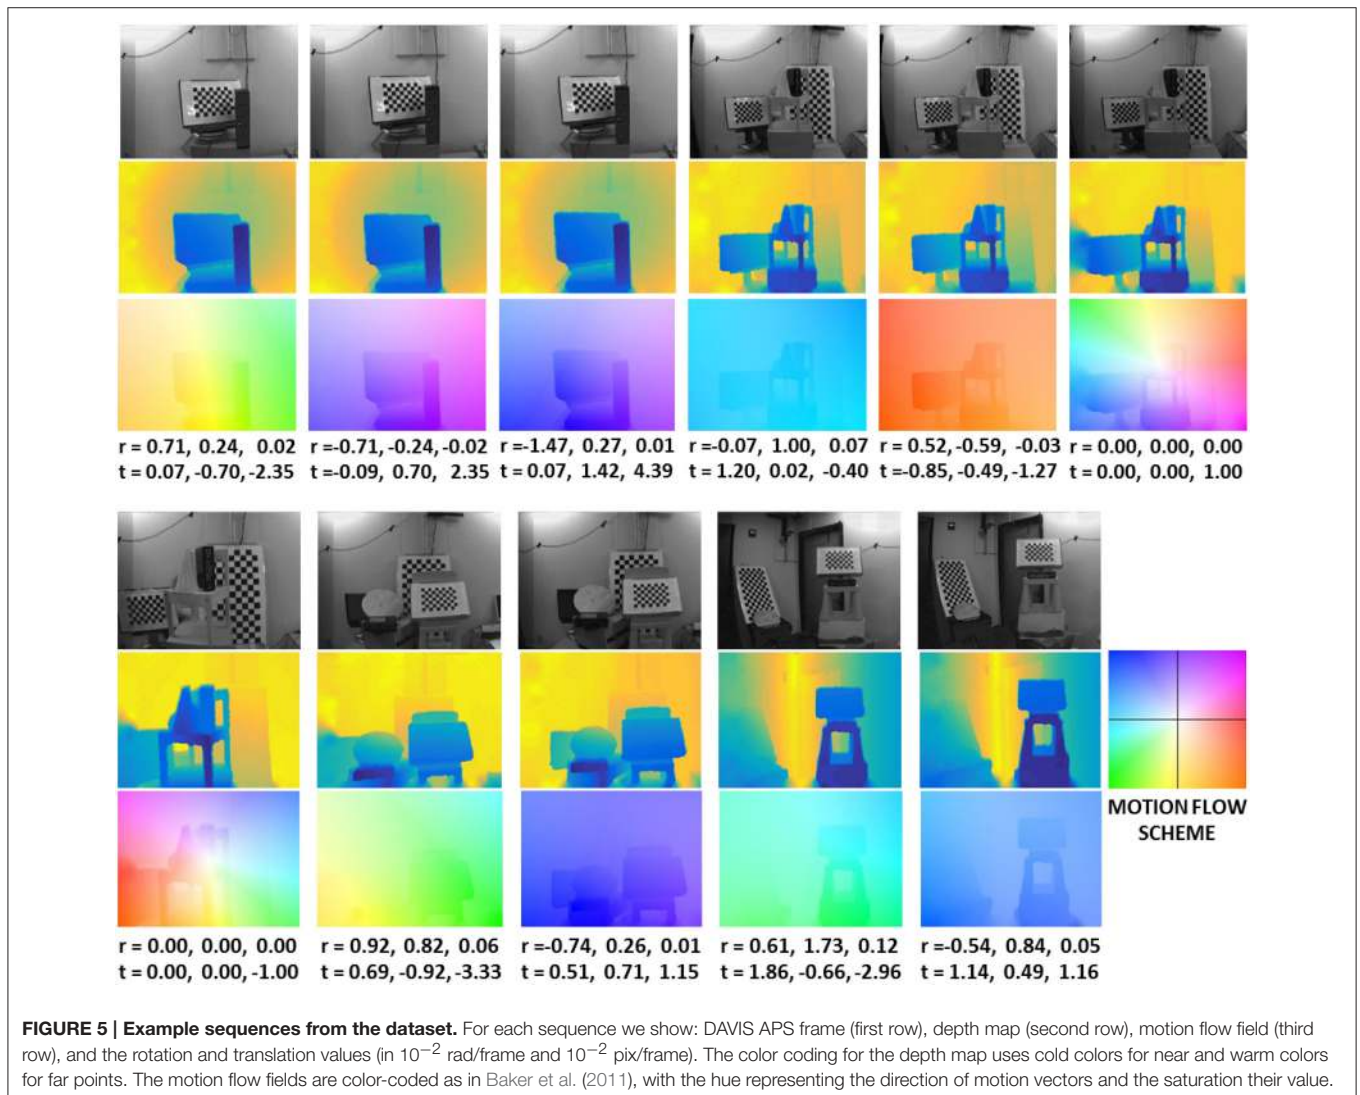 r = 0.71, 0.24, 0.02
t = 0.07, -0.70, -2.35
r =-0.71, -0.24, -0.02
t =-0.09, 0.70, 2.35
r =-1.47, 0.27, 0.01
t = 0.07, 1.42, 4.39
r =-0.07, 1.00, 0.07
t = 1.20, 0.02, -0.40
r = 0.52, -0.59, -0.03
t =-0.85, -0.49, -1.27
r = 0.00, 0.00, 0.00
t = 0.00, 0.00, 1.00
MOTION FLOW
SCHEME
r = 0.00, 0.00, 0.00
t = 0.00, 0.00, -1.00
r = 0.92, 0.82, 0.06
t = 0.69, -0.92, -3.33
r =-0.74, 0.26, 0.01
t = 0.51, 0.71, 1.15
r = 0.61, 1.73, 0.12
t = 1.86, -0.66, -2.96
r =-0.54, 0.84, 0.05
t = 1.14, 0.49, 1.16
FIGURE 5 | Example sequences from the dataset. For each sequence we show: DAVIS APS frame (first row), depth map (second row), motion flow field (third
row), and the rotation and translation values (in 10⁻² rad/frame and 10⁻² pix/frame). The color coding for the depth map uses cold colors for near and warm colors
for far points. The motion flow fields are color-coded as in Baker et al. (2011), with the hue representing the direction of motion vectors and the saturation their value.